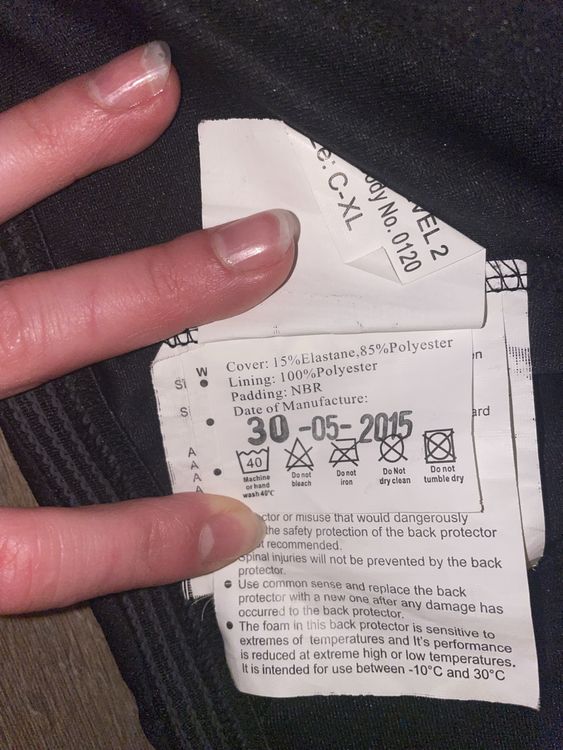 VEL 2
dy No. 0120
e: C-XL
Cover: 15%Elastane,85%Polyester
Lining: 100%Polyester
Padding: NBR
Date of Manufacture:
30 -05- 2015
40
Machine
or hand
wash 40°C
Do not
bleach
Do not
iron
Do Not
dry clean
Do not
tumble dry
W
S
A
A
A
A
en
ard
ctor or misuse that would dangerously
the safety protection of the back protector
t recommended.
Spinal injuries will not be prevented by the back
protector.
● Use common sense and replace the back
protector with a new one after any damage has
occurred to the back protector.
● The foam in this back protector is sensitive to
extremes of temperatures and It's performance
is reduced at extreme high or low temperatures.
It is intended for use between -10°C and 30°C